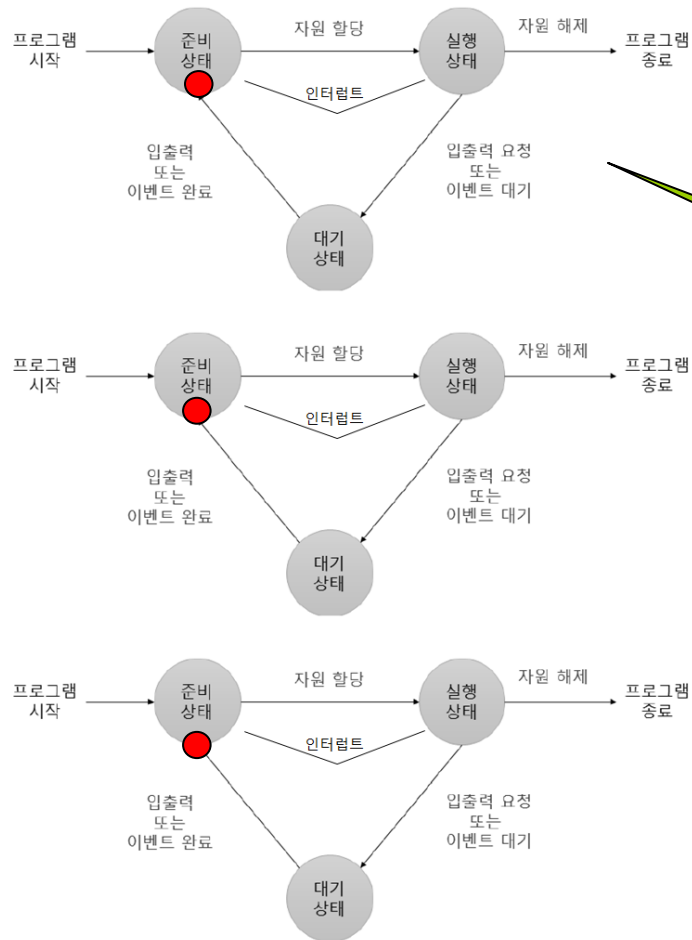 프로그램
시작
준비
상태
자원 할당
실행
상태
자원 해제
프로그램
종료
인터럽트
입출력
또는
이벤트 완료
입출력 요청
또는
이벤트 대기
대기
상태
프로그램
시작
준비
상태
자원 할당
실행
상태
자원 해제
프로그램
종료
인터럽트
입출력
또는
이벤트 완료
입출력 요청
또는
이벤트 대기
대기
상태
프로그램
시작
준비
상태
자원 할당
실행
상태
자원 해제
프로그램
종료
인터럽트
입출력
또는
이벤트 완료
입출력 요청
또는
이벤트 대기
대기
상태